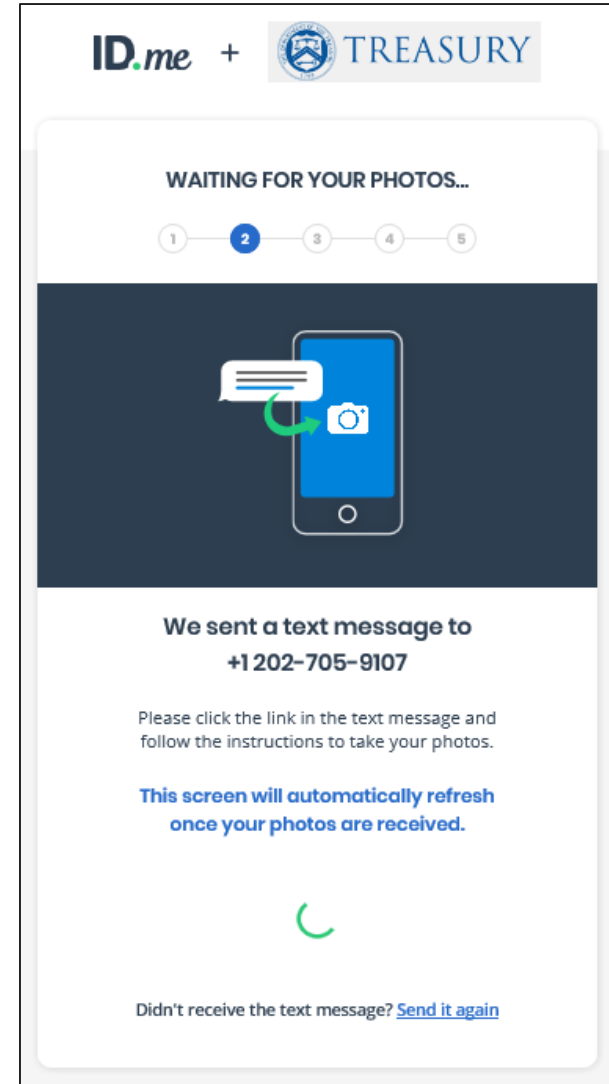 ID.me + TREASURY
WAITING FOR YOUR PHOTOS...
1 2 3 4 5
We sent a text message to
+1 202-705-9107
Please click the link in the text message and
follow the instructions to take your photos.
This screen will automatically refresh
once your photos are received.
Didn't receive the text message? Send it again